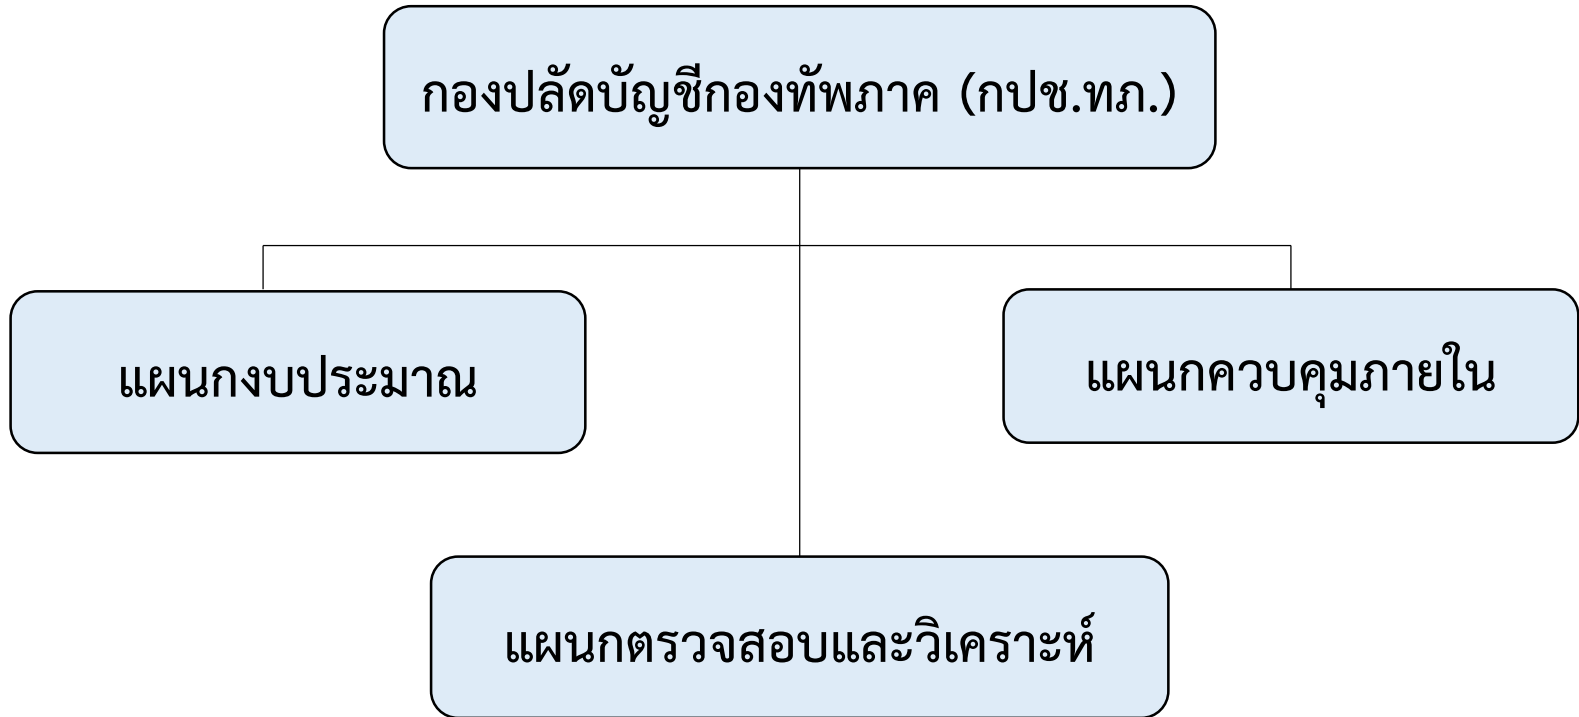 กองปลัดบัญชีกองทัพภาค (กปช.ทภ.)
แผนกงบประมาณ
แผนกควบคุมภายใน
แผนกตรวจสอบและวิเคราะห์